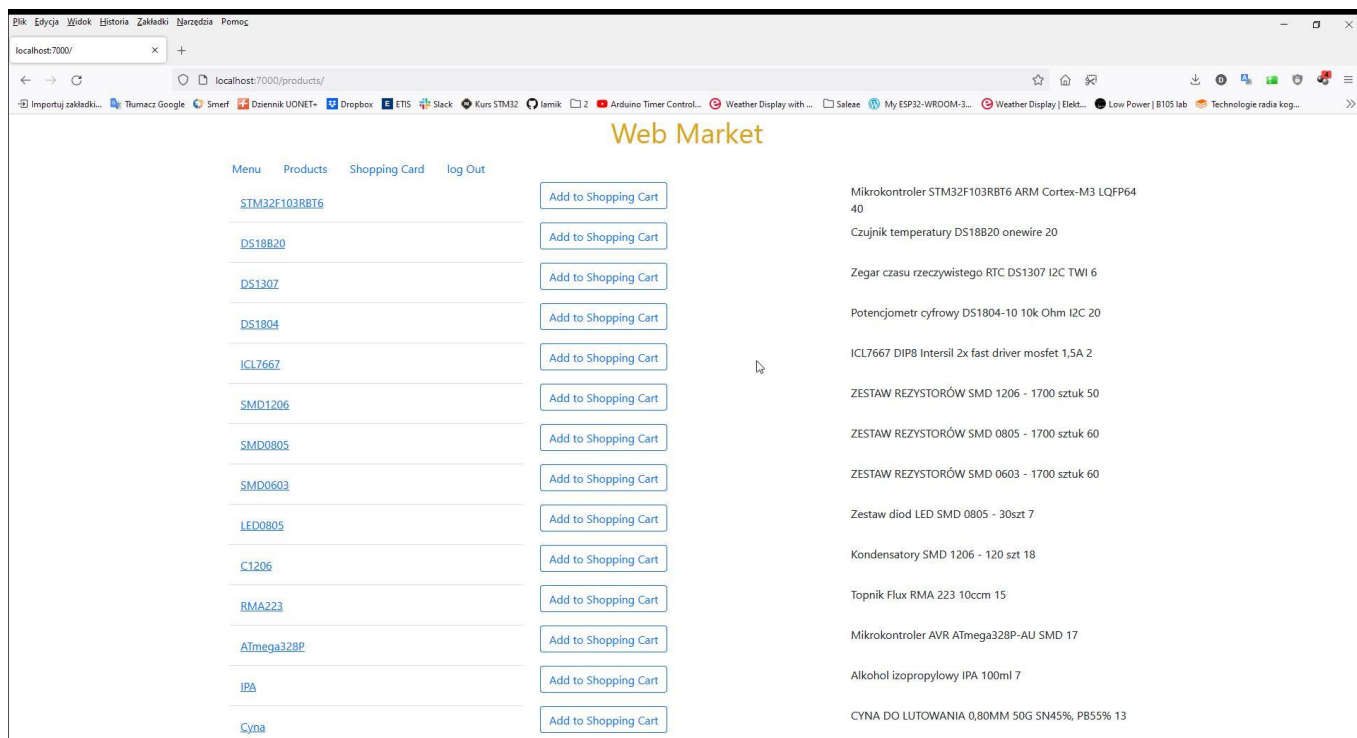 Plik Edycja Widok Historia Zakładki Narzędzia Pomoc
localhost:7000/
localhost:7000/products/
Importuj zakładki... Tłumacz Google Smerf Dziennik UONET+ Dropbox ETIS Slack Kurs STM32 lamik 2 Arduino Timer Control... Weather Display with ... Saleae My ESP32-WROOM-3... Weather Display | Elekt... Low Power | B105 lab Technologie radia kog...
Web Market
Menu Products Shopping Card log Out
STM32F103RBT6 Add to Shopping Cart Mikrokontroler STM32F103RBT6 ARM Cortex-M3 LQFP64
40
DS18B20 Add to Shopping Cart Czujnik temperatury DS18B20 onewire 20
DS1307 Add to Shopping Cart Zegar czasu rzeczywistego RTC DS1307 I2C TWI 6
DS1804 Add to Shopping Cart Potencjometr cyfrowy DS1804-10 10k Ohm I2C 20
ICL7667 Add to Shopping Cart ICL7667 DIP8 Intersil 2x fast driver mosfet 1,5A 2
SMD1206 Add to Shopping Cart ZESTAW REZYSTORÓW SMD 1206 - 1700 sztuk 50
SMD0805 Add to Shopping Cart ZESTAW REZYSTORÓW SMD 0805 - 1700 sztuk 60
SMD0603 Add to Shopping Cart ZESTAW REZYSTORÓW SMD 0603 - 1700 sztuk 60
LED0805 Add to Shopping Cart Zestaw diod LED SMD 0805 - 30szt 7
C1206 Add to Shopping Cart Kondensatory SMD 1206 - 120 szt 18
RMA223 Add to Shopping Cart Topnik Flux RMA 223 10ccm 15
ATmega328P Add to Shopping Cart Mikrokontroler AVR ATmega328P-AU SMD 17
IPA Add to Shopping Cart Alkohol izopropylowy IPA 100ml 7
Cyna Add to Shopping Cart CYNA DO LUTOWANIA 0,80MM 50G SN45%, PB55% 13